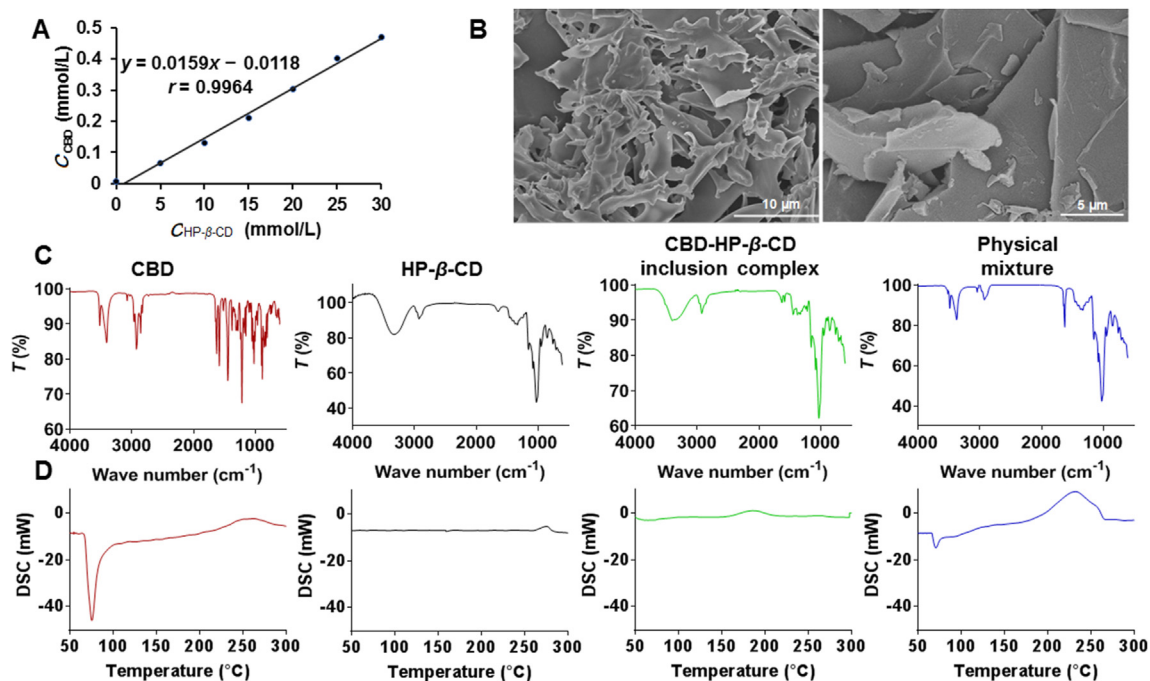 A
0.5
0.4
0.3
0.2
0.1
0
C CBD (mmol/L)
y = 0.0159x − 0.0118
r = 0.9964
0 5 10 15 20 25 30
C HP-β-CD (mmol/L)
B
10 μm
5 μm
C
CBD
HP-β-CD
CBD-HP-β-CD
inclusion complex
Physical
mixture
T (%)
100
90
80
70
60
4000 3000 2000 1000
Wave number (cm⁻¹)
T (%)
100
80
60
40
4000 3000 2000 1000
Wave number (cm⁻¹)
T (%)
100
90
80
70
60
4000 3000 2000 1000
Wave number (cm⁻¹)
T (%)
100
80
60
40
4000 3000 2000 1000
Wave number (cm⁻¹)
D
DSC (mW)
0
-20
-40
50 100 150 200 250 300
Temperature (°C)
DSC (mW)
0
-20
-40
50 100 150 200 250 300
Temperature (°C)
DSC (mW)
0
-20
-40
50 100 150 200 250 300
Temperature (°C)
DSC (mW)
0
-20
-40
50 100 150 200 250 300
Temperature (°C)